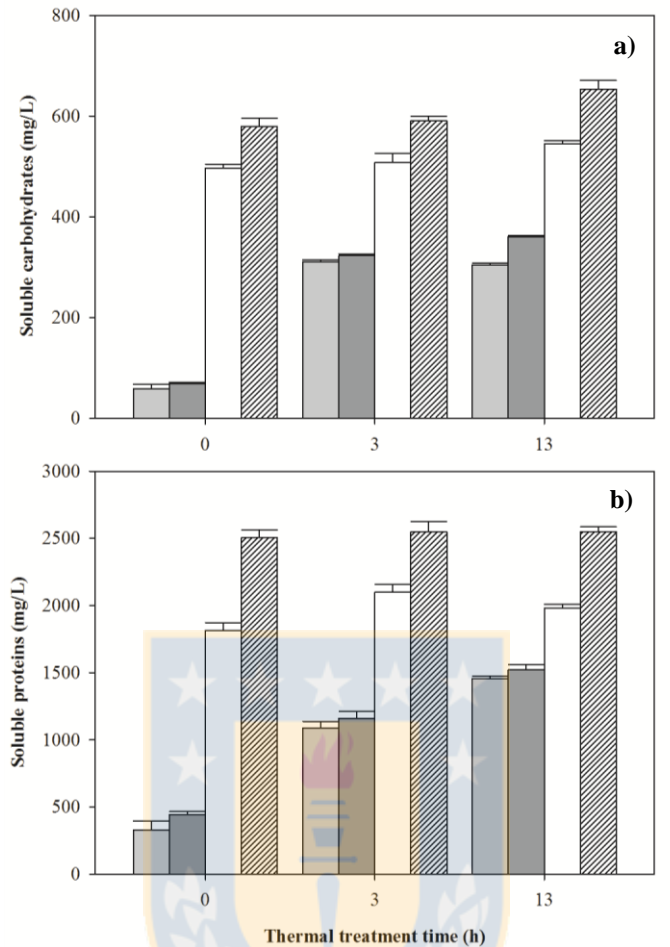 800
a)
600
400
200
0
Soluble carbohydrates (mg/L)
0 3 13
3000
b)
2500
2000
1500
1000
500
0
Soluble proteins (mg/L)
0 3 13
Thermal treatment time (h)